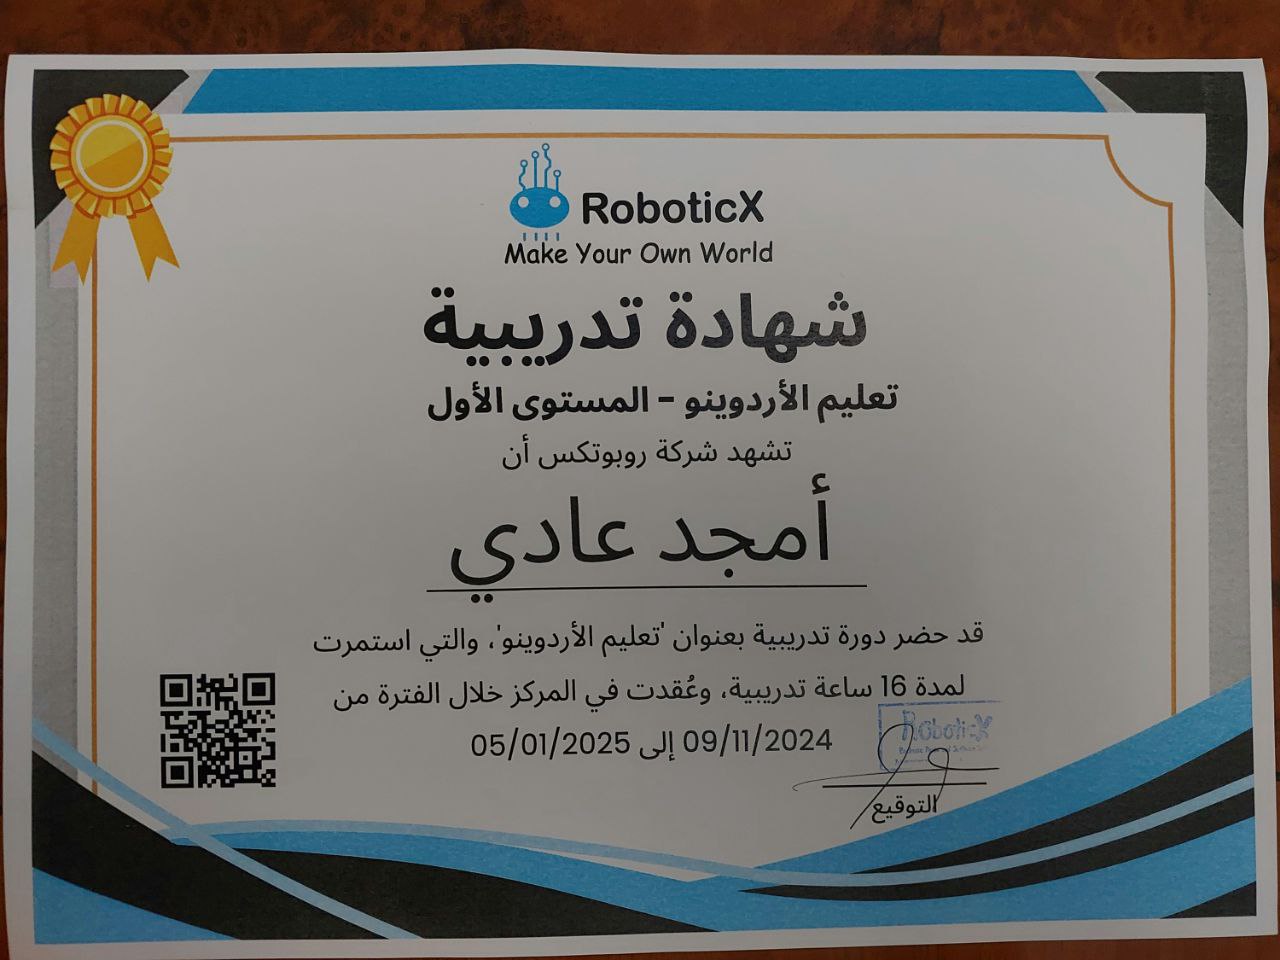 RoboticX
Make Your Own World
شهادة تدريبية
تعليم الأردوينو - المستوى الأول
تشهد شركة روبوتكس أن
أمجد عادي
قد حضر دورة تدريبية بعنوان 'تعليم الأردوينو'، والتي استمرت
لمدة 16 ساعة تدريبية، وعُقدت في المركز خلال الفترة من
09/11/2024 إلى 05/01/2025
RoboticX
التوقيع